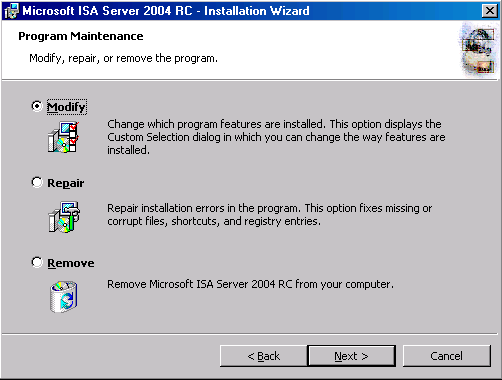 Microsoft ISA Server 2004 RC - Installation Wizard
Program Maintenance
Modify, repair, or remove the program.
Modify
Change which program features are installed. This option displays the
Custom Selection dialog in which you can change the way features are
installed.
Repair
Repair installation errors in the program. This option fixes missing or
corrupt files, shortcuts, and registry entries.
Remove
Remove Microsoft ISA Server 2004 RC from your computer.
< Back
Next >
Cancel